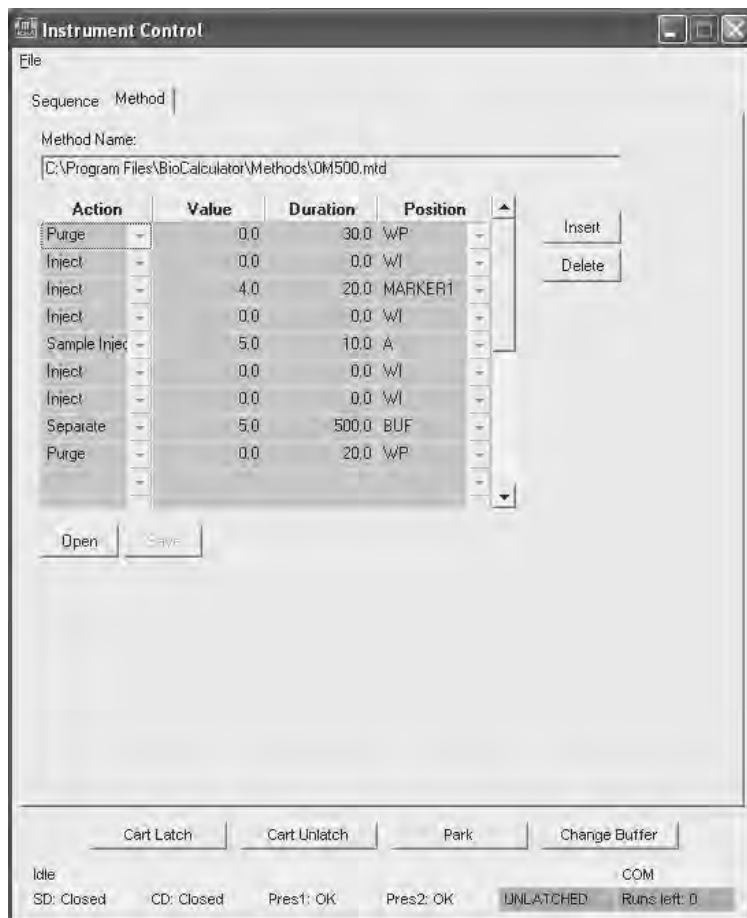 Instrument Control
File
Sequence Method
Method Name:
C:\Program Files\BioCalculator\Methods\0M500.mtd
Action Value Duration Position
Purge 0.0 30.0 WP
Inject 0.0 0.0 WI
Inject 4.0 20.0 MARKER1
Inject 0.0 0.0 WI
Sample Injec 5.0 10.0 A
Inject 0.0 0.0 WI
Inject 0.0 0.0 WI
Separate 5.0 500.0 BUF
Purge 0.0 20.0 WP
Insert
Delete
Open Save
Cart Latch Cart Unlatch Park Change Buffer
Idle COM
SD: Closed CD: Closed Pres1: OK Pres2: OK UNLATCHED Runs left: 0